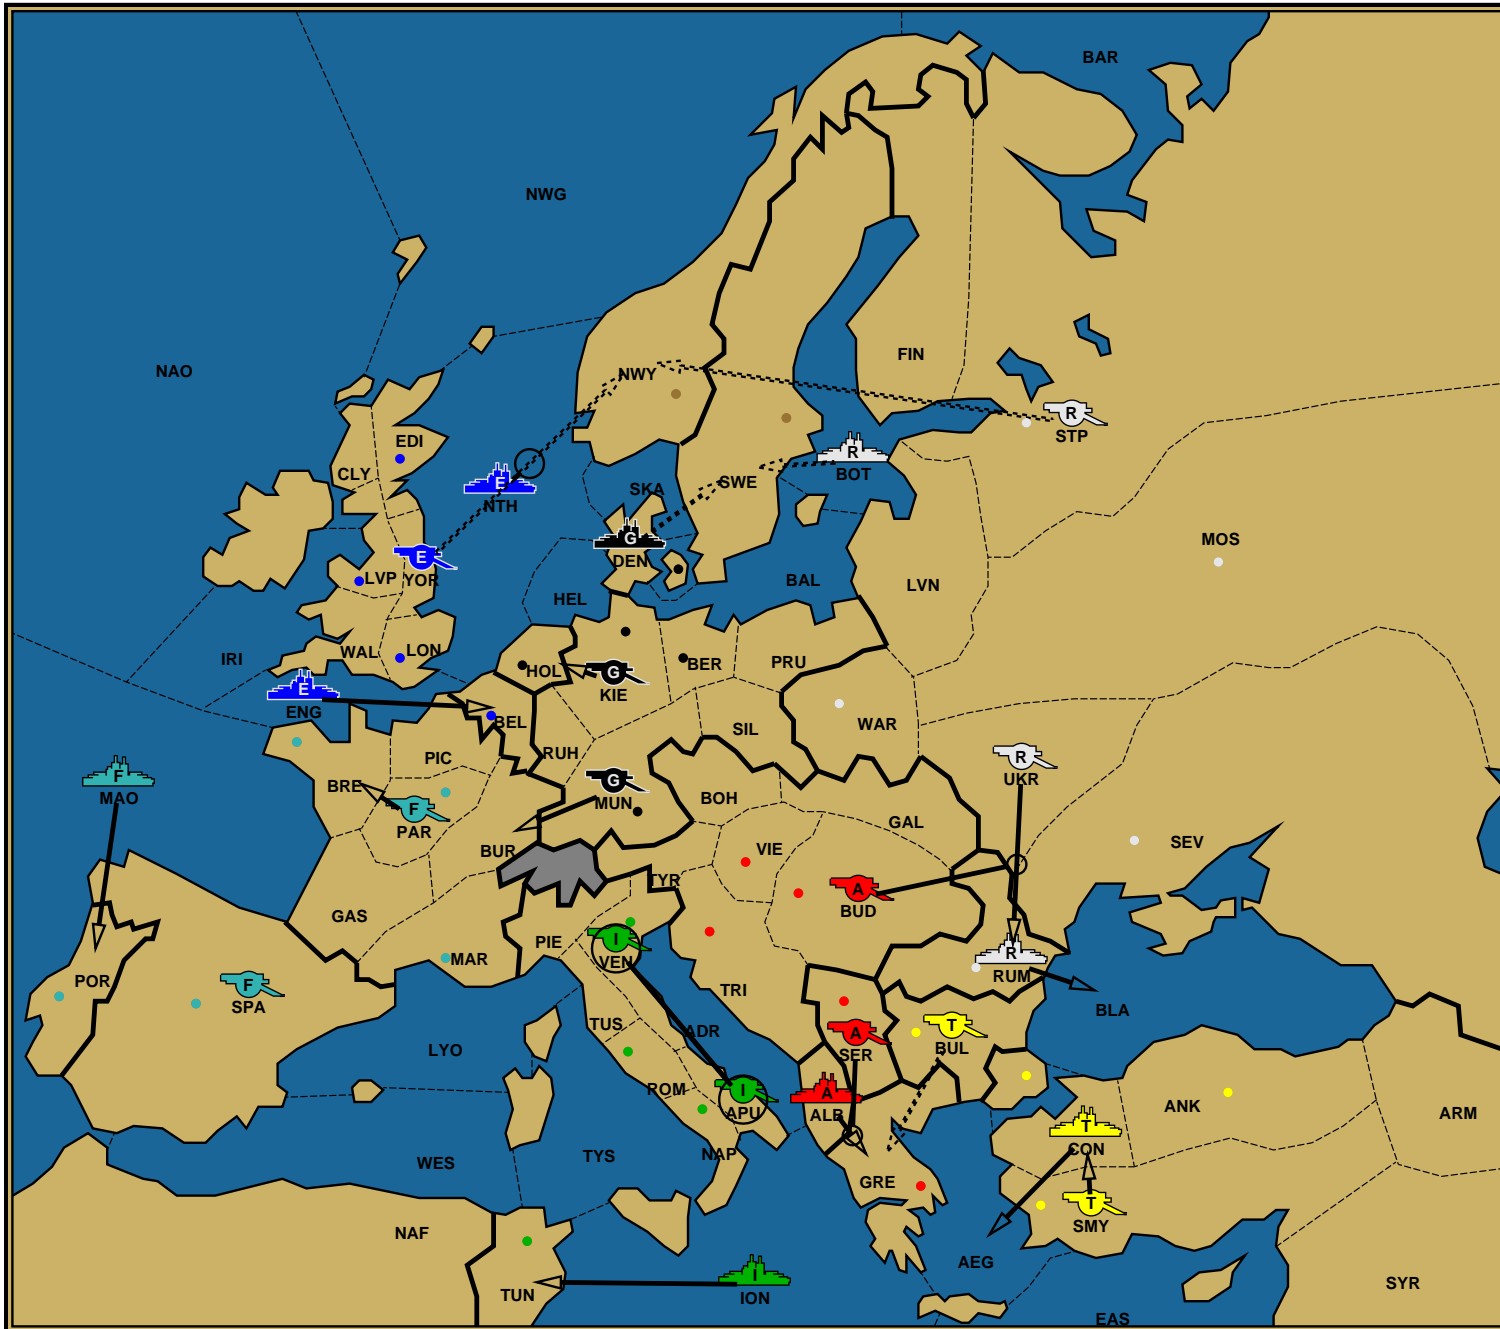 BAR
NWG
NAO
FIN
NWY
R
STP
EDI
CLY
R
BOT
SWE
E
NTH
SKA
G
DEN
MOS
E
YOR
LVP
BAL
LVN
HEL
IRI
WAL
LON
HOL
G
KIE
BER
PRU
E
ENG
BEL
WAR
SIL
RUH
PIC
R
UKR
F
MAO
BRE
G
MUN
BOH
F
PAR
GAL
SEV
BUR
VIE
TYR
A
BUD
GAS
I
VEN
PIE
MAR
R
RUM
POR
F
SPA
TRI
BLA
TUS
ADR
A
SER
T
BUL
LYO
ROM
I
APU
A
ALB
ANK
ARM
T
CON
NAP
TYS
WES
GRE
T
SMY
NAF
AEG
I
ION
TUN
SYR
EAS